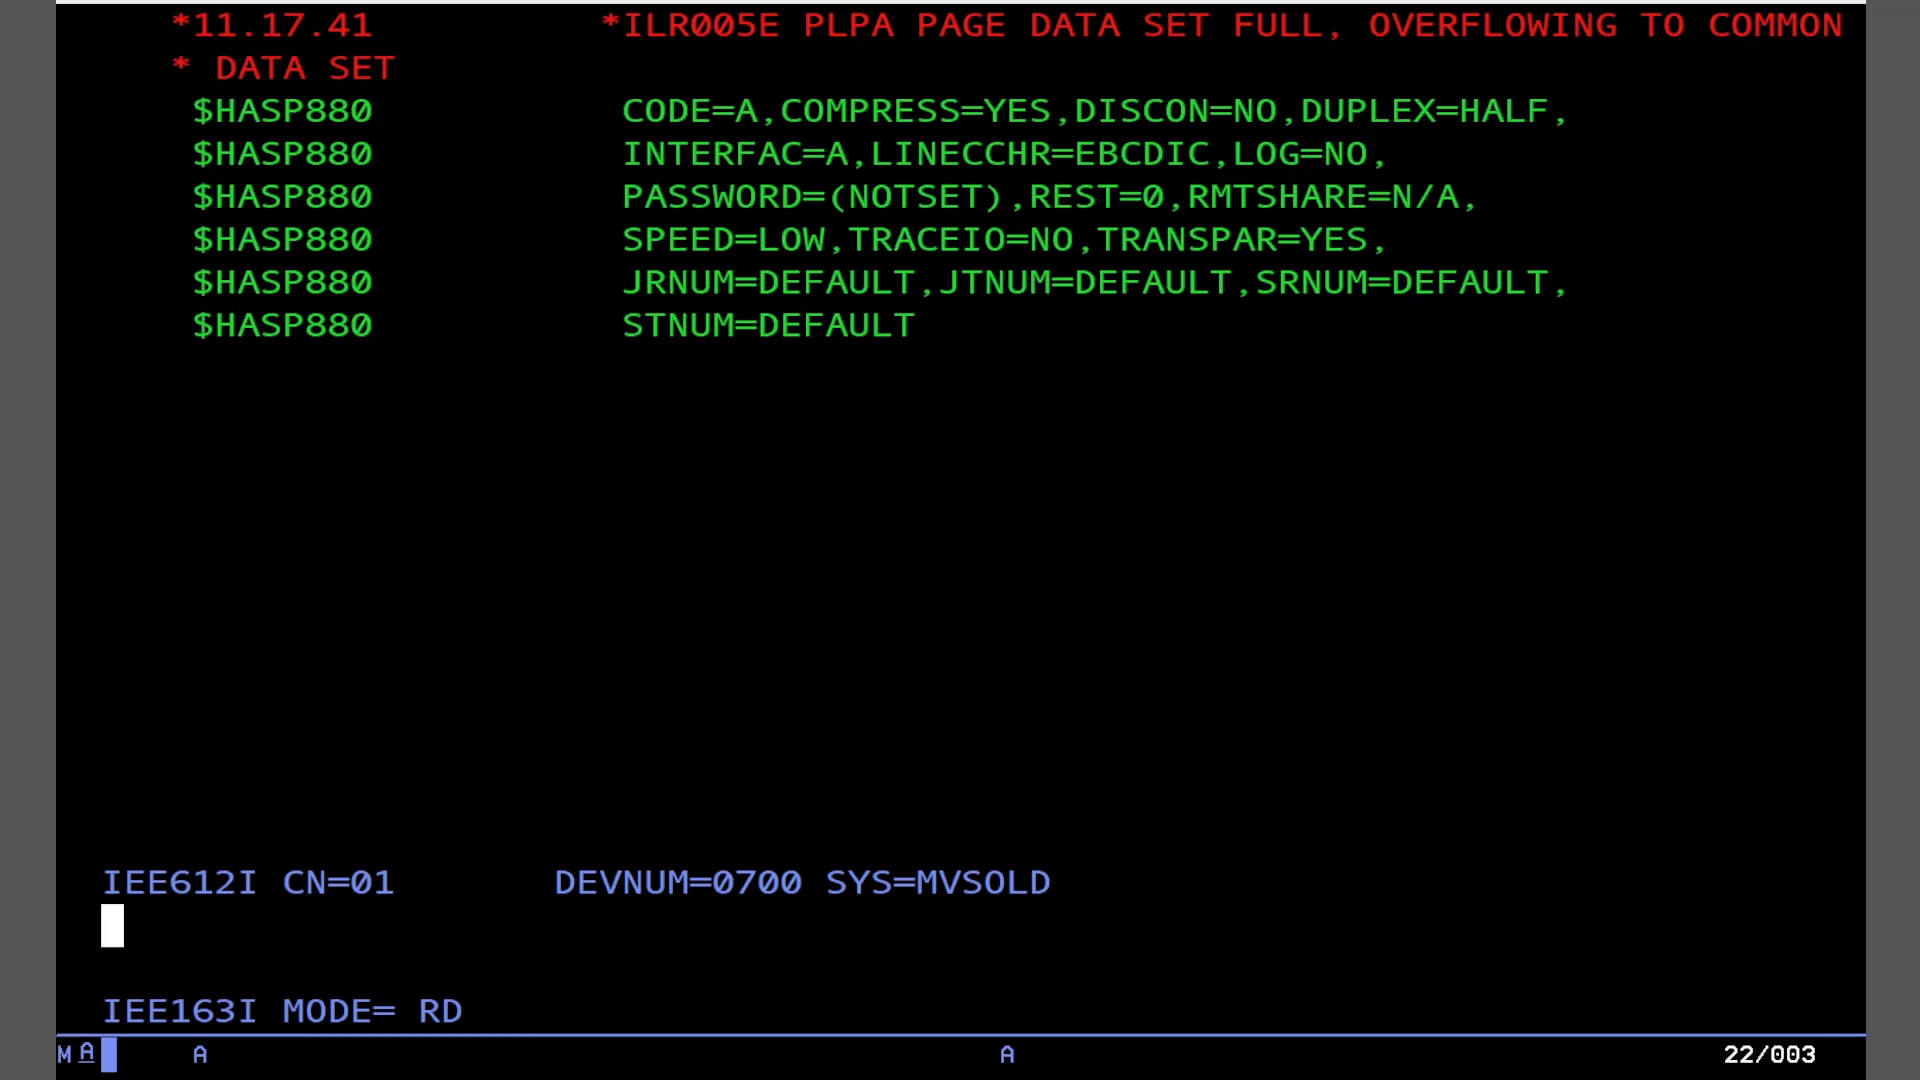 *11.17.41 *ILR005E PLPA PAGE DATA SET FULL, OVERFLOWING TO COMMON
* DATA SET
$HASP880 CODE=A,COMPRESS=YES,DISCON=NO,DUPLEX=HALF,
$HASP880 INTERFAC=A,LINECCHR=EBCDIC,LOG=NO,
$HASP880 PASSWORD=(NOTSET),REST=0,RMTSHARE=N/A,
$HASP880 SPEED=LOW,TRACEIO=NO,TRANSPAR=YES,
$HASP880 JRNUM=DEFAULT,JTNUM=DEFAULT,SRNUM=DEFAULT,
$HASP880 STNUM=DEFAULT
IEE612I CN=01 DEVNUM=0700 SYS=MVSOLD
IEE163I MODE= RD
M A A A 22/003